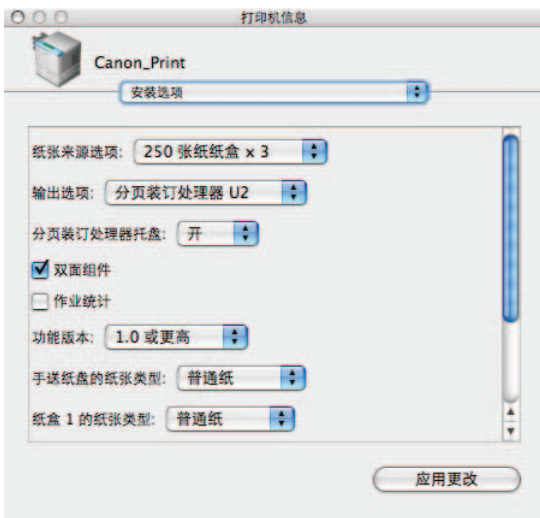 打印机信息
Canon_Print
安装选项
纸张来源选项: 250 张纸纸盒 x 3
输出选项: 分页装订处理器 U2
分页装订处理器托盘: 开
双面组件
作业统计
功能版本: 1.0 或更高
手送纸盘的纸张类型: 普通纸
纸盒 1 的纸张类型: 普通纸
应用更改